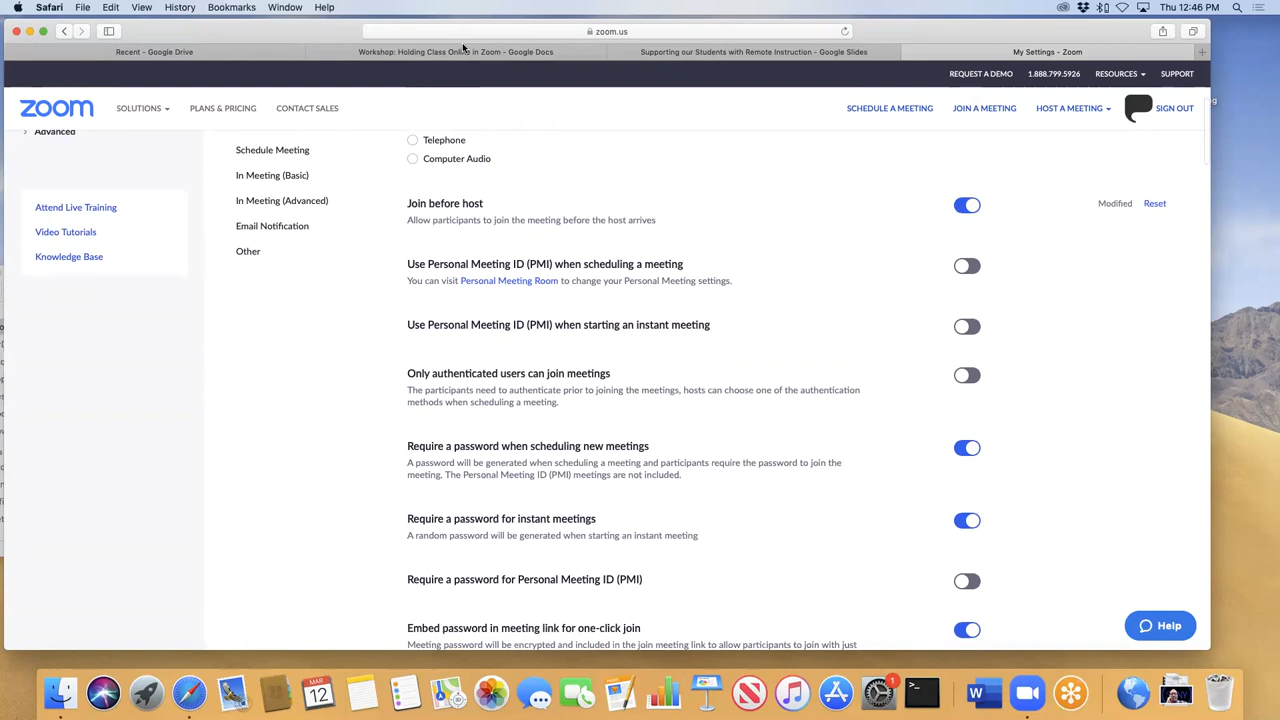 Safari File Edit View History Bookmarks Window Help
Thu 12:46 PM
zoom.us
Recent - Google Drive
Workshop: Holding Class Online in Zoom - Google Docs
Supporting our Students with Remote Instruction - Google Slides
My Settings - Zoom
REQUEST A DEMO 1.888.799.5926 RESOURCES SUPPORT
zoom SOLUTIONS PLANS & PRICING CONTACT SALES
SCHEDULE A MEETING JOIN A MEETING HOST A MEETING SIGN OUT
Advanced
Attend Live Training
Video Tutorials
Knowledge Base
Schedule Meeting
In Meeting (Basic)
In Meeting (Advanced)
Email Notification
Other
Telephone
Computer Audio
Join before host
Allow participants to join the meeting before the host arrives
Modified Reset
Use Personal Meeting ID (PMI) when scheduling a meeting
You can visit Personal Meeting Room to change your Personal Meeting settings.
Use Personal Meeting ID (PMI) when starting an instant meeting
Only authenticated users can join meetings
The participants need to authenticate prior to joining the meetings, hosts can choose one of the authentication
methods when scheduling a meeting.
Require a password when scheduling new meetings
A password will be generated when scheduling a meeting and participants require the password to join the
meeting. The Personal Meeting ID (PMI) meetings are not included.
Require a password for instant meetings
A random password will be generated when starting an instant meeting
Require a password for Personal Meeting ID (PMI)
Embed password in meeting link for one-click join
Meeting password will be encrypted and included in the join meeting link to allow participants to join with just
Help
MAR
12
1